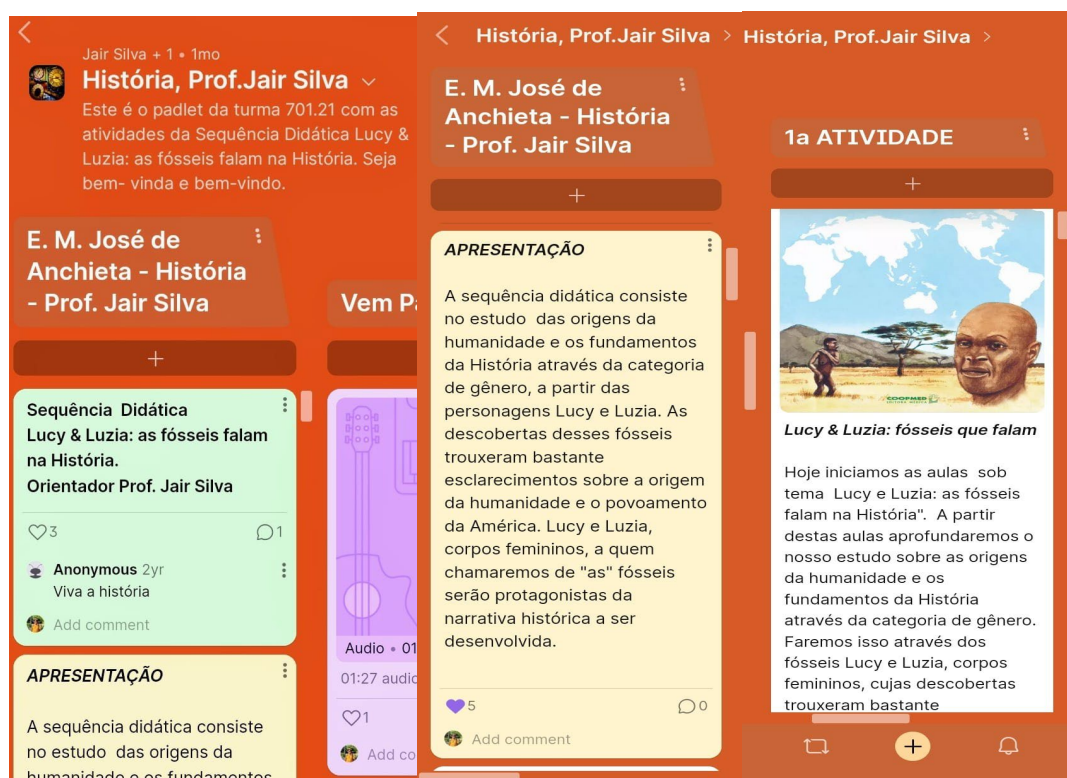 Jair Silva + 1 • 1mo
História, Prof.Jair Silva
Este é o padlet da turma 701.21 com as
atividades da Sequência Didática Lucy &
Luzia: as fósseis falam na História. Seja
bem- vinda e bem-vindo.
E. M. José de
Anchieta - História
- Prof. Jair Silva
Sequência Didática
Lucy & Luzia: as fósseis falam
na História.
Orientador Prof. Jair Silva
3
1
Anonymous 2yr
Viva a história
Add comment
APRESENTAÇÃO
A sequência didática consiste
no estudo das origens da
humanidade e os fundamentos
Vem
Audio • 01
01:27 audio
1
Add
História, Prof.Jair Silva >
E. M. José de
Anchieta - História
- Prof. Jair Silva
APRESENTAÇÃO
A sequência didática consiste
no estudo das origens da
humanidade e os fundamentos
da História através da categoria
de gênero, a partir das
personagens Lucy e Luzia. As
descobertas desses fósseis
trouxeram bastante
esclarecimentos sobre a origem
da humanidade e o povoamento
da América. Lucy e Luzia,
corpos femininos, a quem
chamaremos de "as" fósseis
serão protagonistas da
narrativa histórica a ser
desenvolvida.
5
0
Add comment
História, Prof.Jair Silva >
1a ATIVIDADE
COOPMED
Lucy & Luzia: fósseis que falam
Hoje iniciamos as aulas sob
tema Lucy e Luzia: as fósseis
falam na História". A partir
destas aulas aprofundaremos o
nosso estudo sobre as origens
da humanidade e os
fundamentos da História
através da categoria de gênero.
Faremos isso através dos
fósseis Lucy e Luzia, corpos
femininos, cujas descobertas
trouxeram bastante